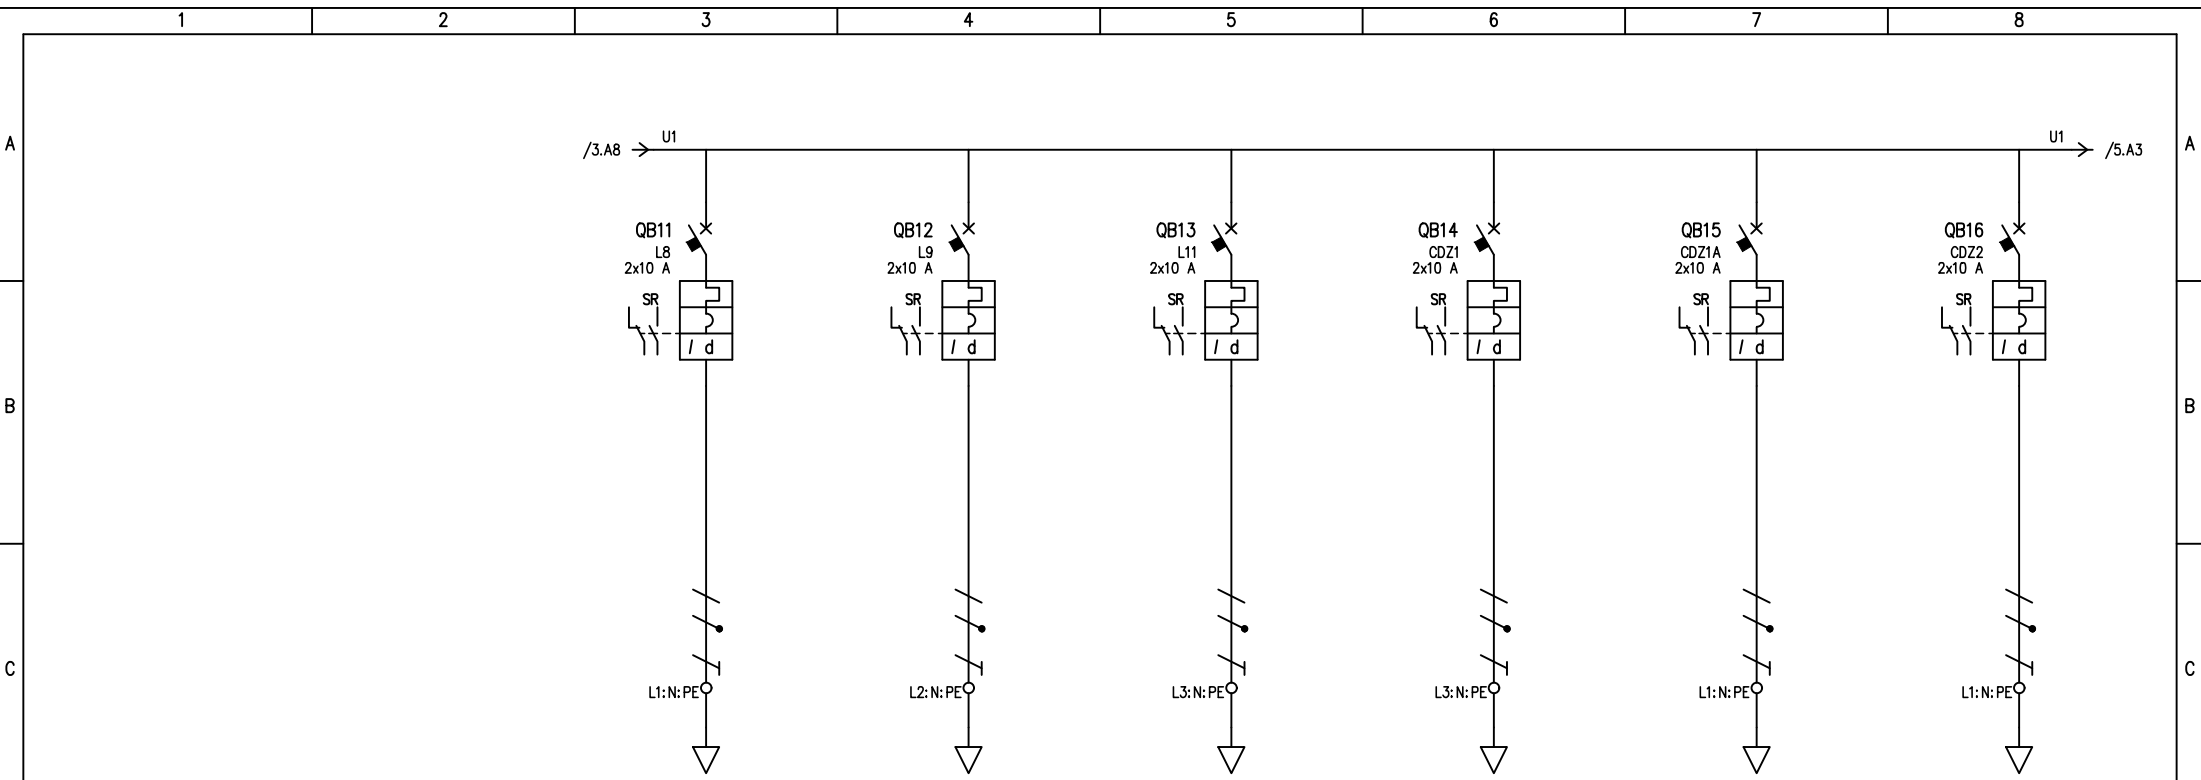 1 2 3 4 5 6 7 8
A A
U1 U1
/3.A8 /5.A3
QB11 QB12 QB13 QB14 QB15 QB16
L8 L9 L11 CDZ1 CDZ1A CDZ2
2x10 A 2x10 A 2x10 A 2x10 A 2x10 A 2x10 A
SR SR SR SR SR SR
I d I d I d I d I d I d
B B
C C
L1:N:PE L2:N:PE L3:N:PE L3:N:PE L1:N:PE L1:N:PE